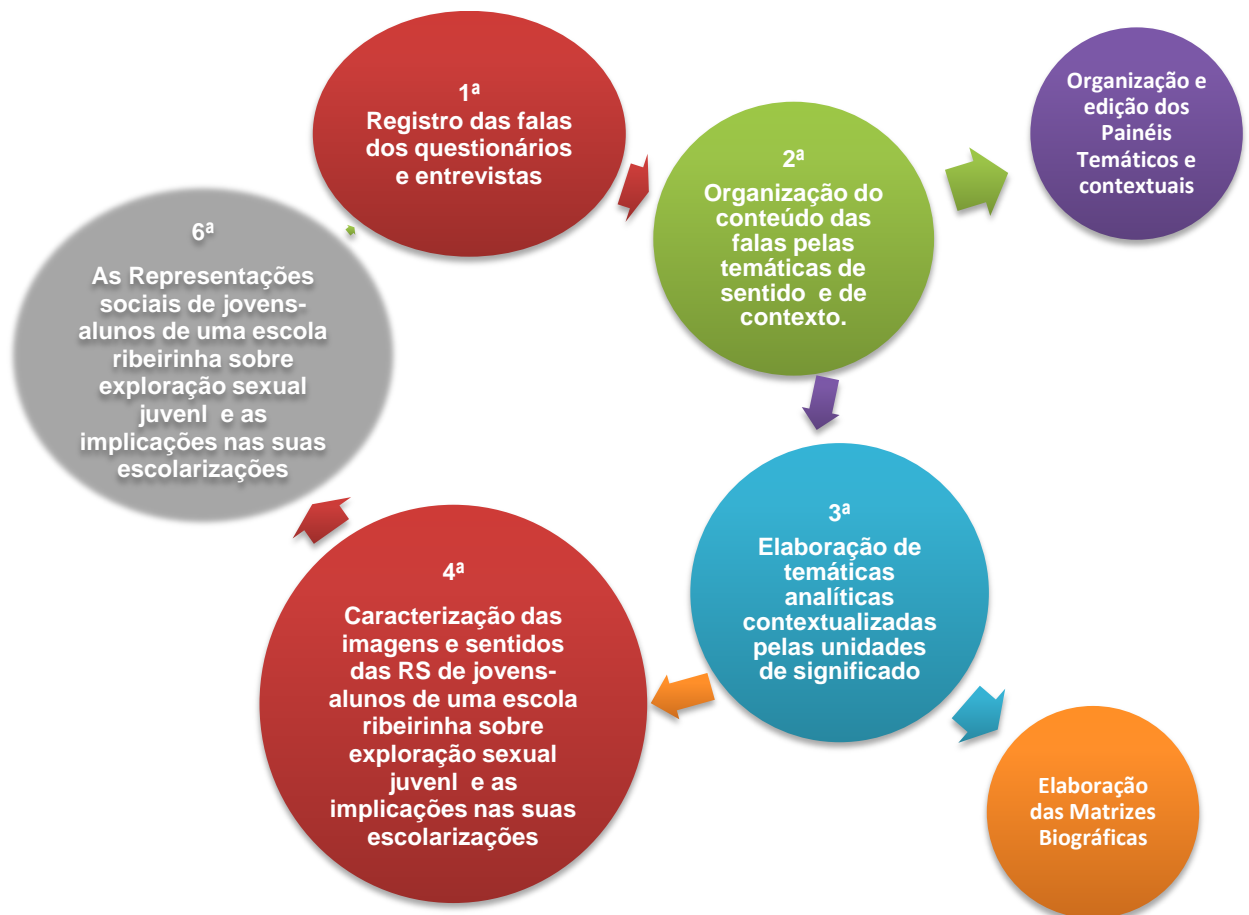 1ª
Registro das falas
dos questionários
e entrevistas
2ª
Organização do
conteúdo das
falas pelas
temáticas de
sentido e de
contexto.
Organização e
edição dos
Painéis
Temáticos e
contextuais
3ª
Elaboração de
temáticas
analíticas
contextualizadas
pelas unidades
de significado
Elaboração
das Matrizes
Biográficas
4ª
Caracterização das
imagens e sentidos
das RS de jovens-
alunos de uma escola
ribeirinha sobre
exploração sexual
juvenl e as
implicações nas suas
escolarizações
6ª
As Representações
sociais de jovens-
alunos de uma escola
ribeirinha sobre
exploração sexual
juvenl e as
implicações nas suas
escolarizações